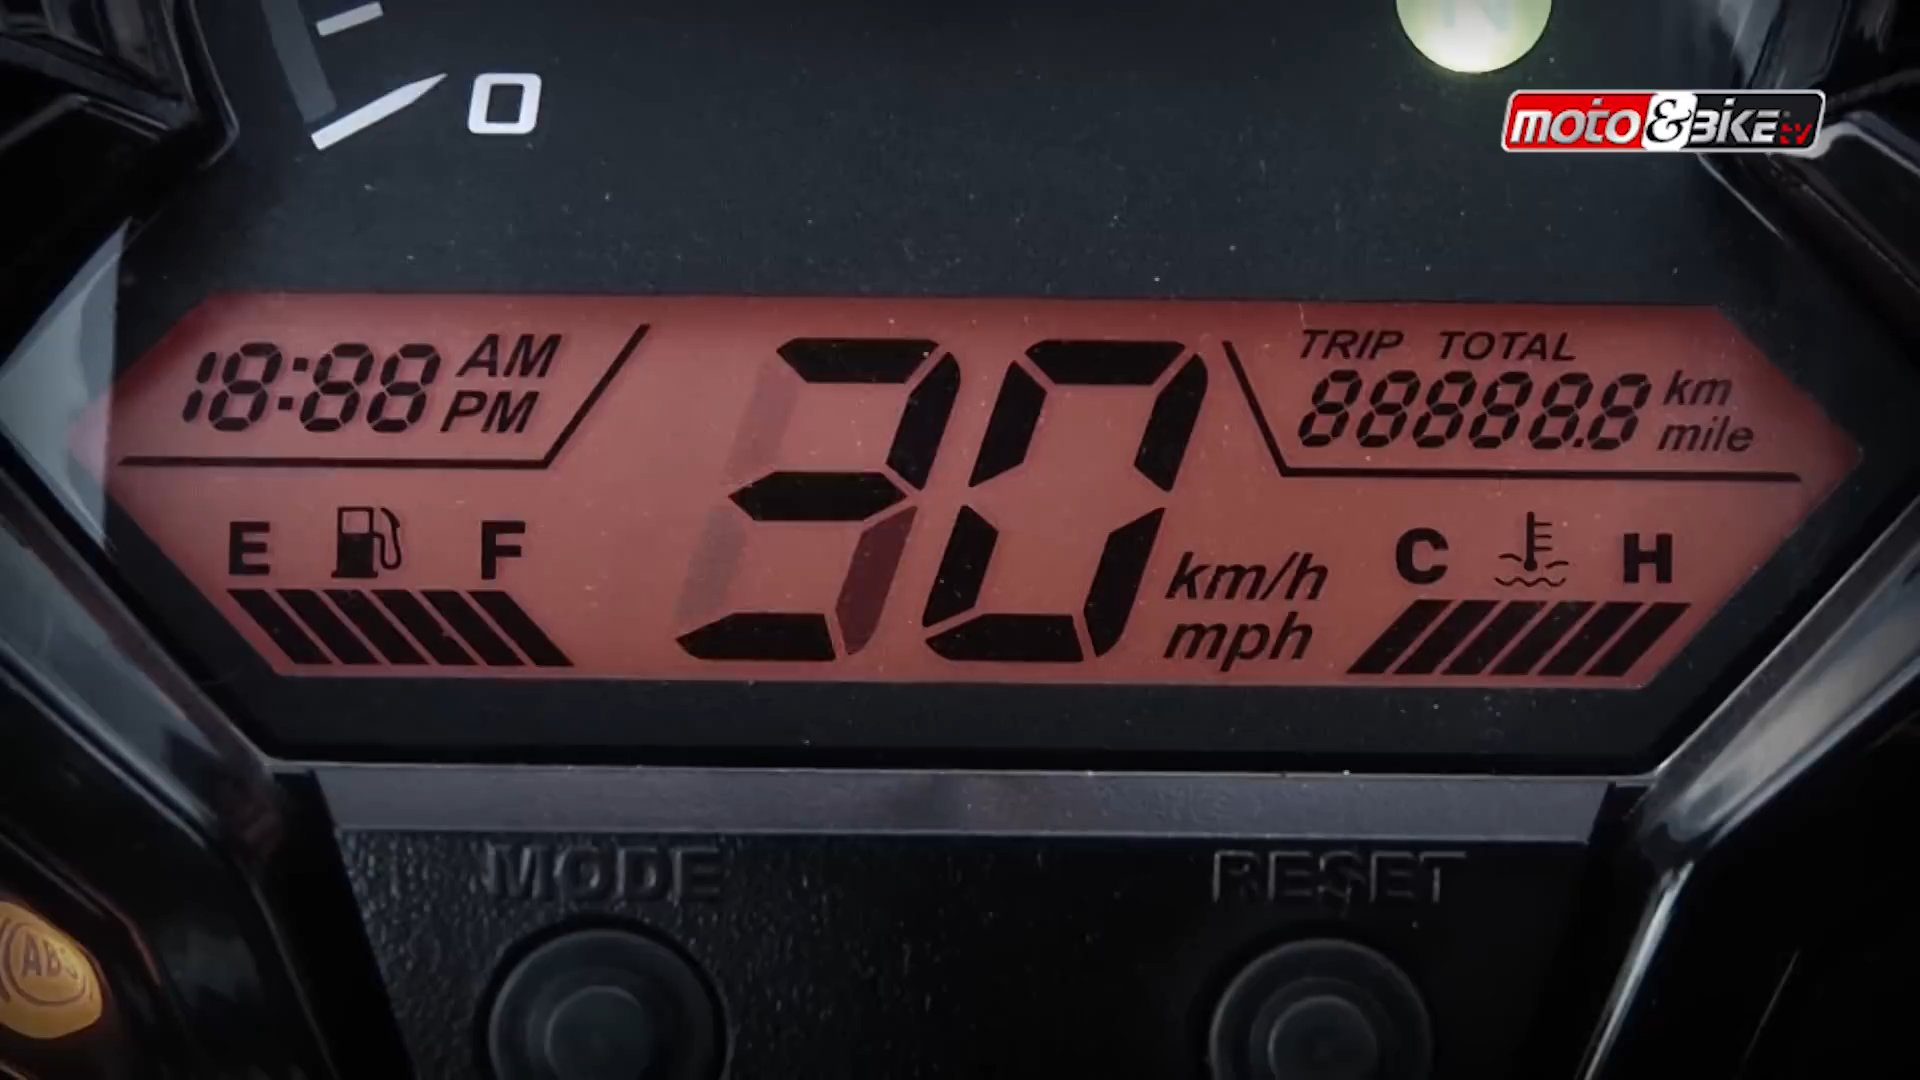 0
N
moto&BIKE tv
18:88 AM
PM
30
km/h
mph
TRIP TOTAL
88888.8 km
mile
E F
C H
MODE RESET
ABS